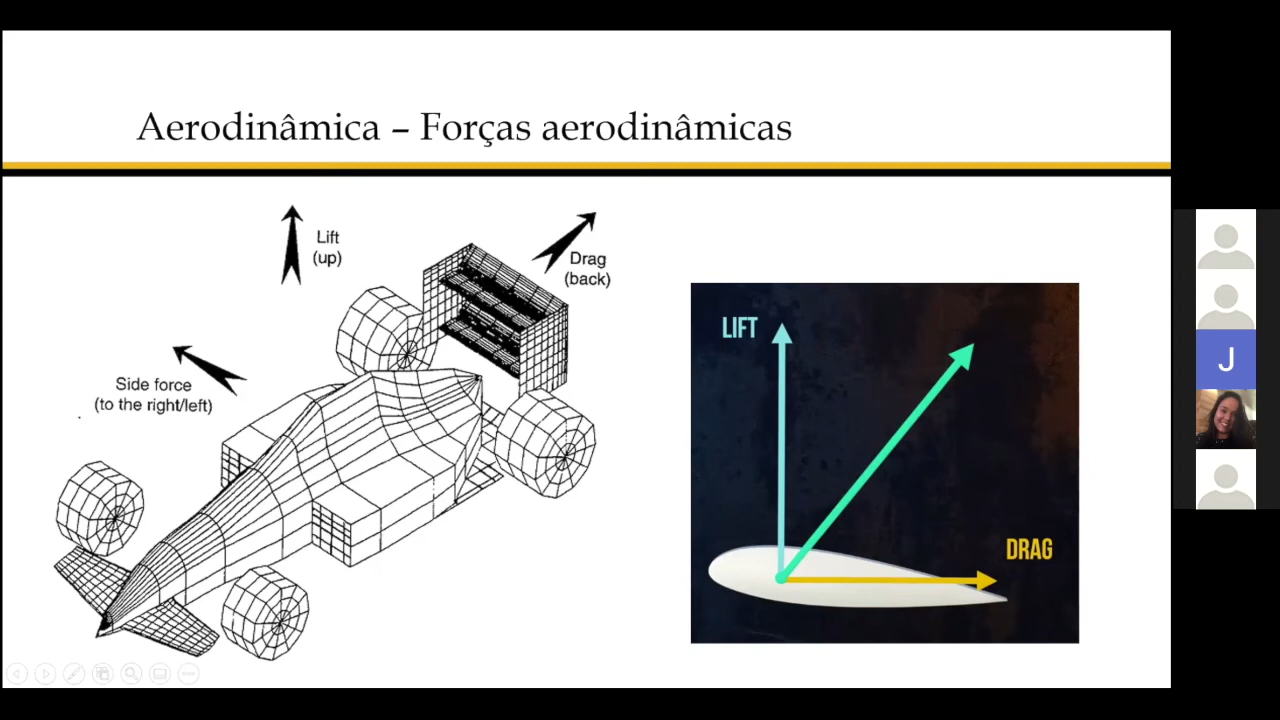 Aerodinâmica – Forças aerodinâmicas
Lift
(up)
Drag
(back)
Side force
(to the right/left)
LIFT
DRAG
J